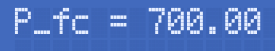 P_fc = 700.00